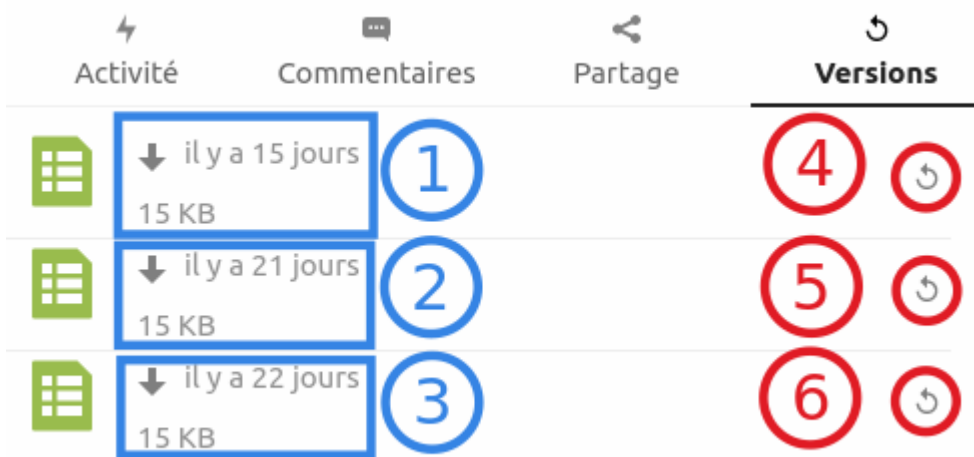 Activité Commentaires Partage Versions
il y a 15 jours
15 KB
1 4
il y a 21 jours
15 KB
2 5
il y a 22 jours
15 KB
3 6